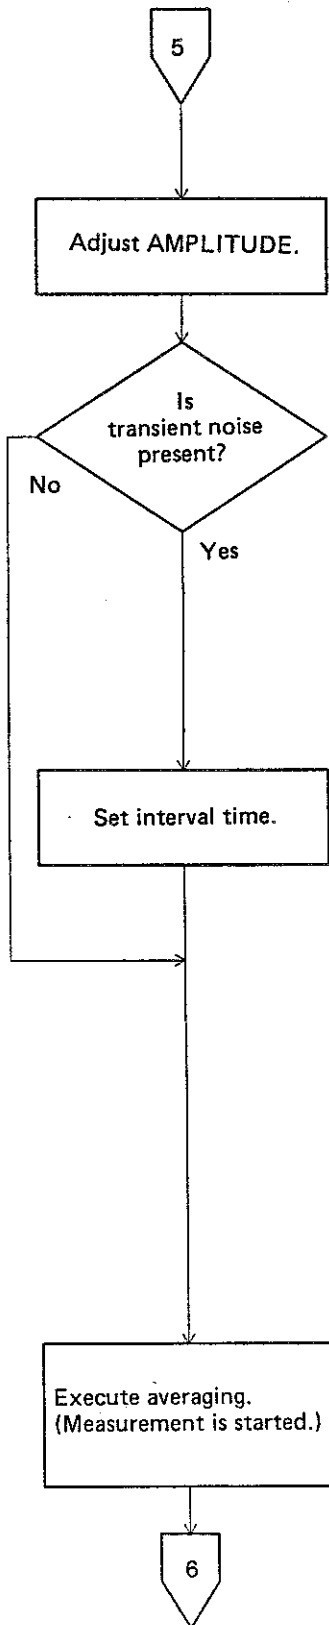 5
Adjust AMPLITUDE.
Is
transient noise
present?
No
Yes
Set interval time.
Execute averaging.
(Measurement is started.)
6